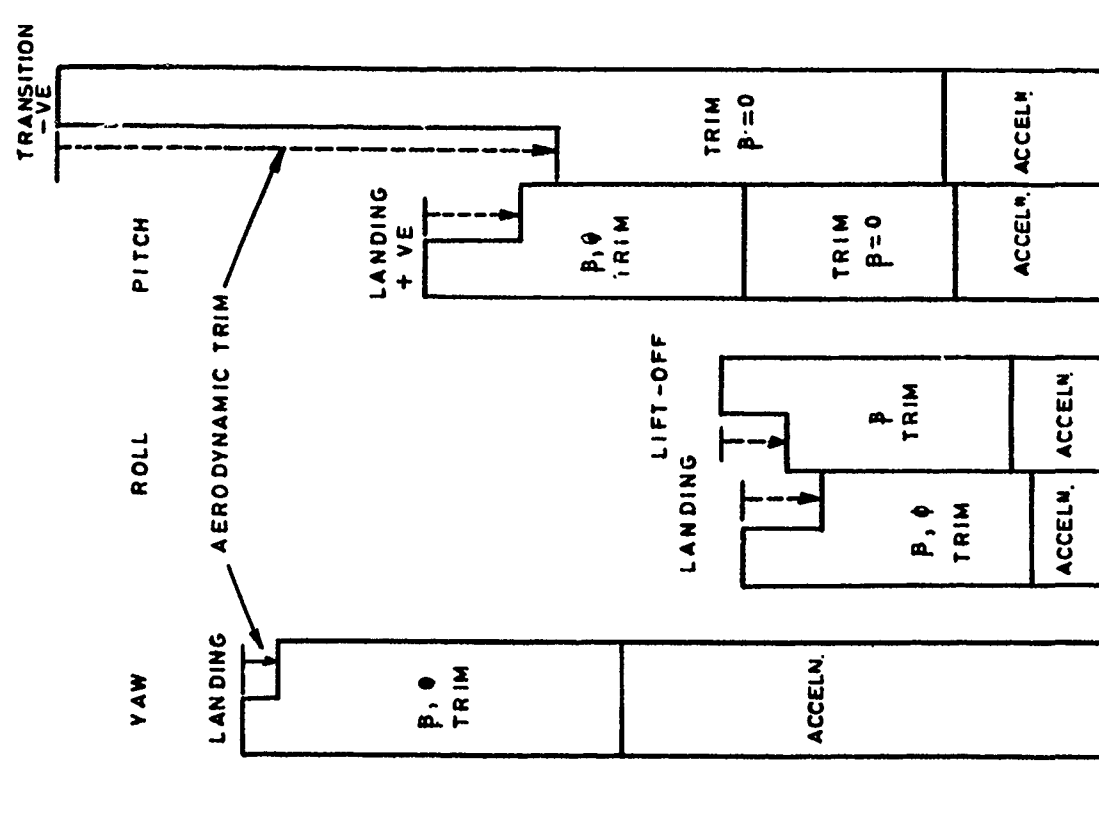 YAW
ROLL
PITCH
AERODYNAMIC TRIM
LANDING
β, φ
TRIM
ACCELN.
LANDING
β, φ
TRIM
ACCELN.
LIFT-OFF
β
TRIM
ACCELN.
LANDING
+ VE
β, φ
TRIM
TRIM
β=0
ACCELN.
TRANSITION
-VE
TRIM
β=0
ACCELN.